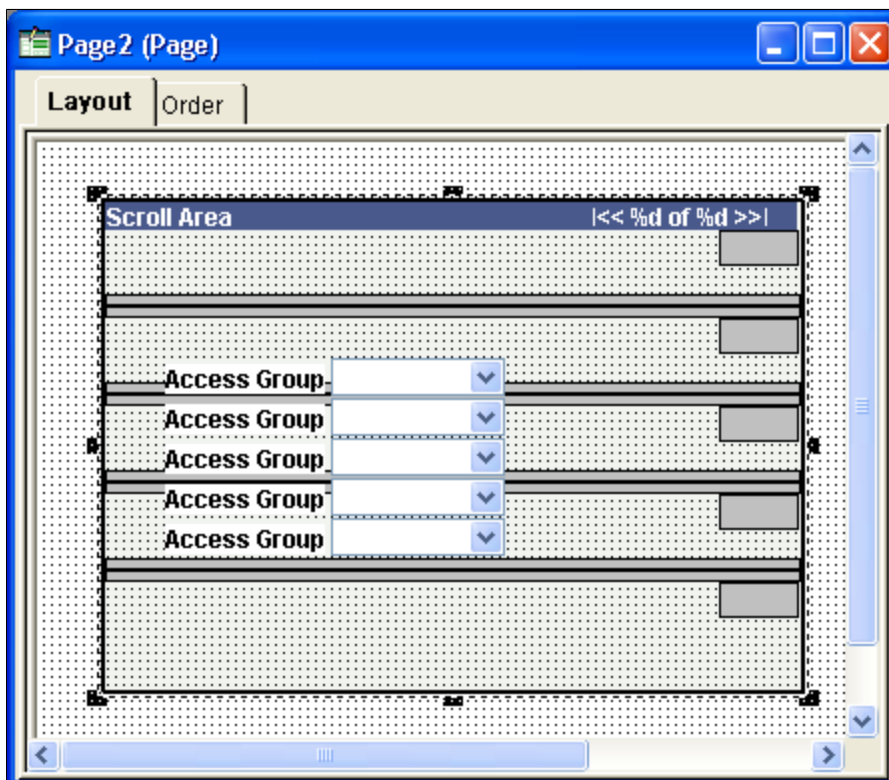 Page2 (Page)
Layout Order
Scroll Area |<< %d of %d >>|
Access Group
Access Group
Access Group
Access Group
Access Group